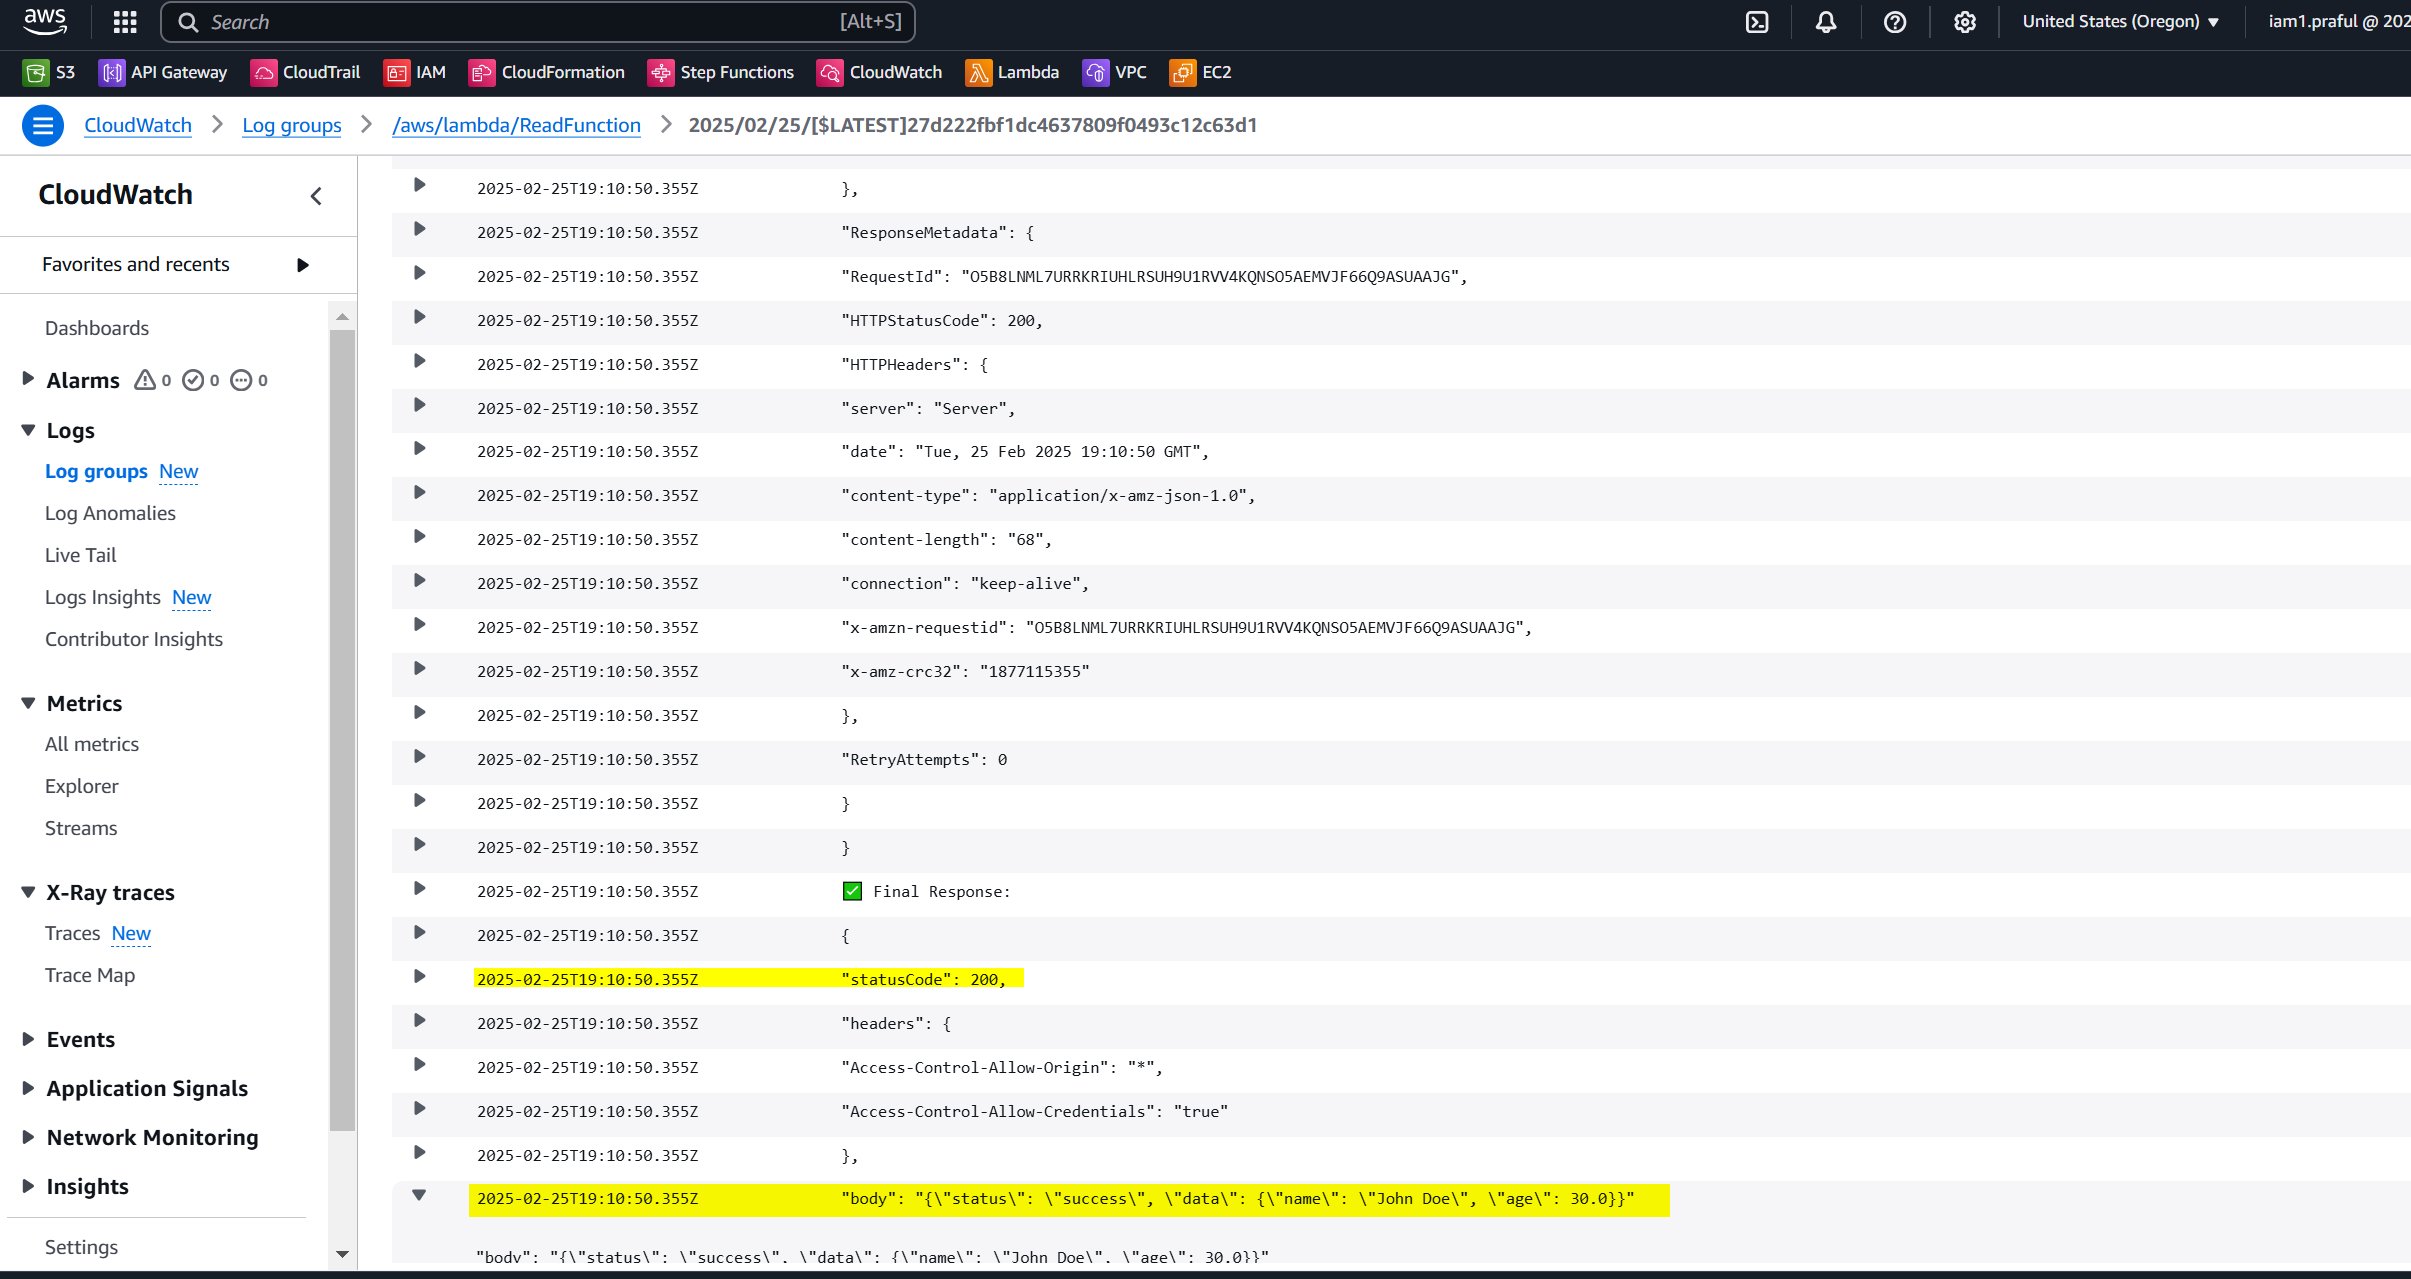 aws
Search [Alt+S] United States (Oregon) iam1.praful @ 202
S3 API Gateway CloudTrail IAM CloudFormation Step Functions CloudWatch Lambda VPC EC2
CloudWatch Log groups /aws/lambda/ReadFunction 2025/02/25/[$LATEST]27d222fbf1dc4637809f0493c12c63d1
CloudWatch
Favorites and recents
Dashboards
Alarms 0 0 0
Logs
Log groups New
Log Anomalies
Live Tail
Logs Insights New
Contributor Insights
Metrics
All metrics
Explorer
Streams
X-Ray traces
Traces New
Trace Map
Events
Application Signals
Network Monitoring
Insights
Settings
2025-02-25T19:10:50.355Z },
2025-02-25T19:10:50.355Z "ResponseMetadata": {
2025-02-25T19:10:50.355Z "RequestId": "O5B8LNML7URRKRIUHLRSUH9U1RVV4KQNSO5AEMVJF66Q9ASUAAJG",
2025-02-25T19:10:50.355Z "HTTPStatusCode": 200,
2025-02-25T19:10:50.355Z "HTTPHeaders": {
2025-02-25T19:10:50.355Z "server": "Server",
2025-02-25T19:10:50.355Z "date": "Tue, 25 Feb 2025 19:10:50 GMT",
2025-02-25T19:10:50.355Z "content-type": "application/x-amz-json-1.0",
2025-02-25T19:10:50.355Z "content-length": "68",
2025-02-25T19:10:50.355Z "connection": "keep-alive",
2025-02-25T19:10:50.355Z "x-amzn-requestid": "O5B8LNML7URRKRIUHLRSUH9U1RVV4KQNSO5AEMVJF66Q9ASUAAJG",
2025-02-25T19:10:50.355Z "x-amz-crc32": "1877115355"
2025-02-25T19:10:50.355Z },
2025-02-25T19:10:50.355Z "RetryAttempts": 0
2025-02-25T19:10:50.355Z }
2025-02-25T19:10:50.355Z }
2025-02-25T19:10:50.355Z ✅ Final Response:
2025-02-25T19:10:50.355Z {
2025-02-25T19:10:50.355Z "statusCode": 200,
2025-02-25T19:10:50.355Z "headers": {
2025-02-25T19:10:50.355Z "Access-Control-Allow-Origin": "*",
2025-02-25T19:10:50.355Z "Access-Control-Allow-Credentials": "true"
2025-02-25T19:10:50.355Z },
2025-02-25T19:10:50.355Z "body": "{\"status\": \"success\", \"data\": {\"name\": \"John Doe\", \"age\": 30.0}}"
"body": "{\"status\": \"success\", \"data\": {\"name\": \"John Doe\", \"age\": 30.0}}"